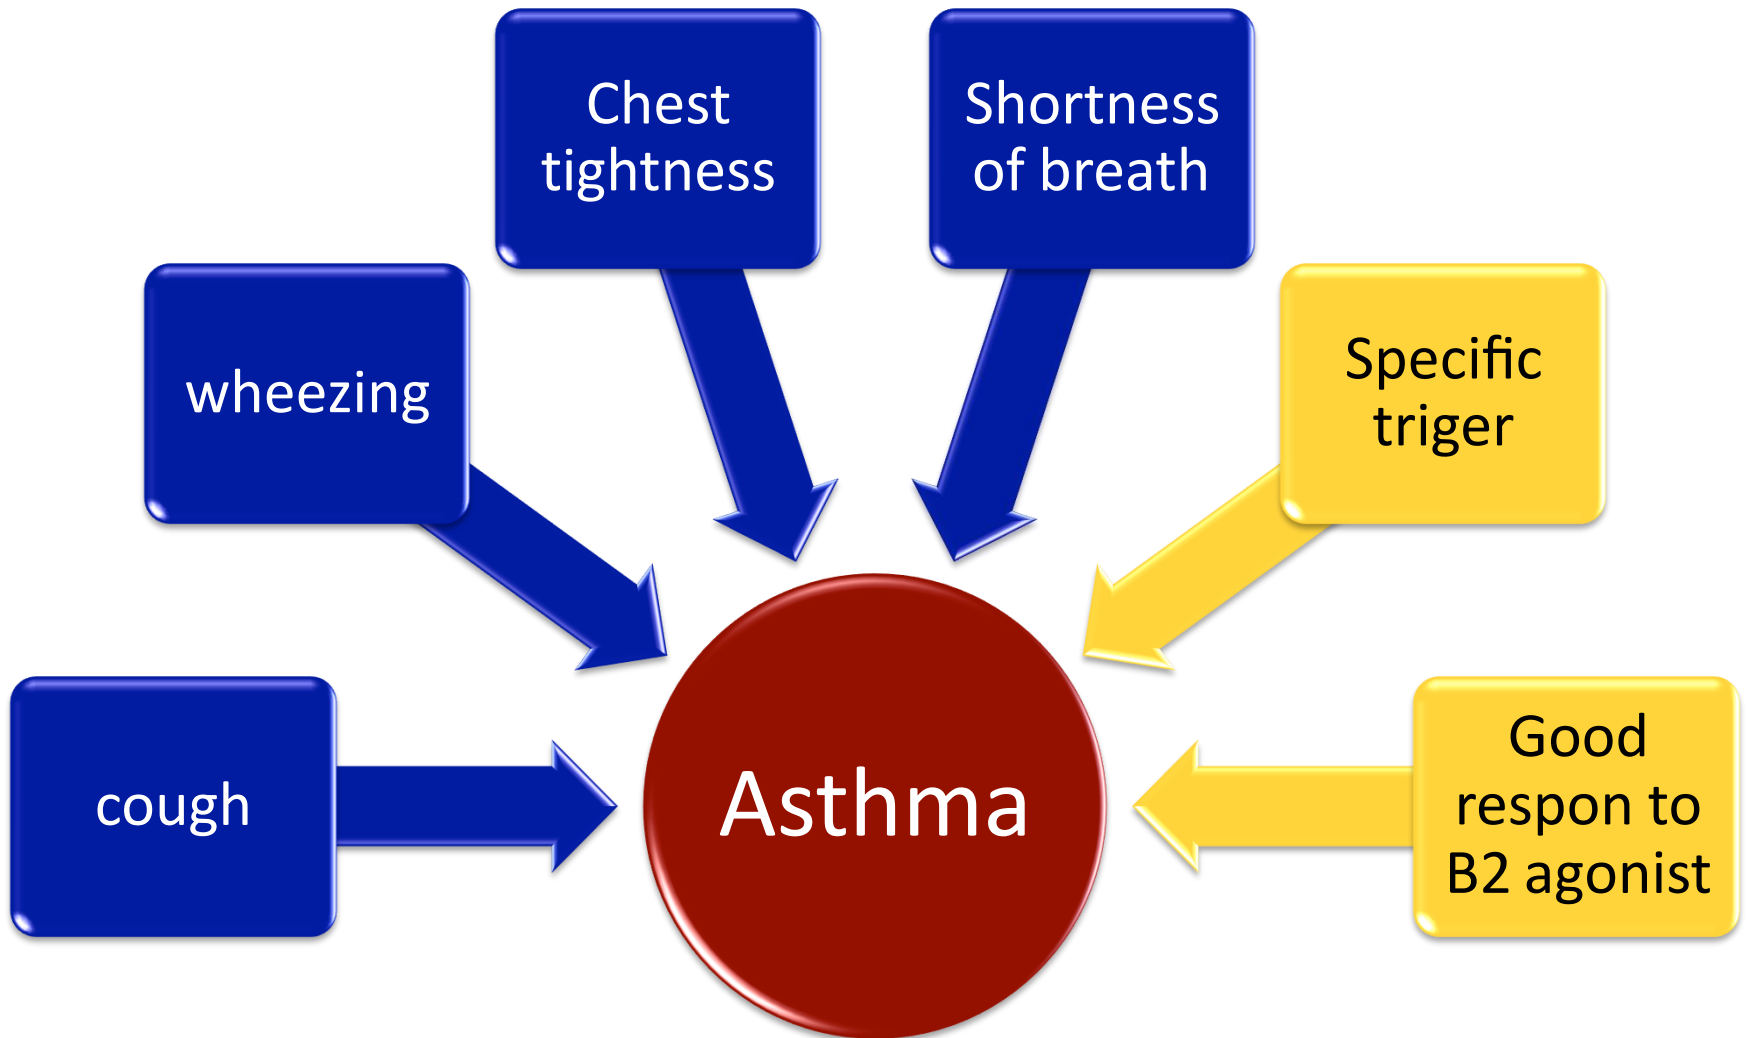 Chest
tightness
Shortness
of breath
wheezing
Specific
triger
cough
Asthma
Good
respon to
B2 agonist